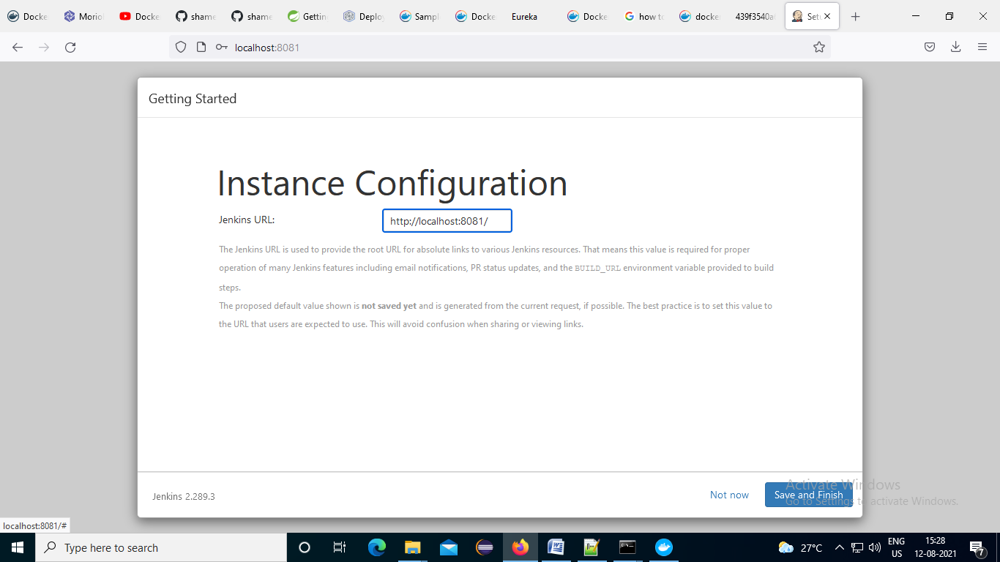 Docke
Morio
Docke
shame
shame
Gettin
Deploy
Sampl
Docke
Eureka
Docke
how to
docke
439f3540a
Setu
localhost:8081
Getting Started
Instance Configuration
Jenkins URL:
http://localhost:8081/
The Jenkins URL is used to provide the root URL for absolute links to various Jenkins resources. That means this value is required for proper
operation of many Jenkins features including email notifications, PR status updates, and the BUILD_URL environment variable provided to build
steps.
The proposed default value shown is not saved yet and is generated from the current request, if possible. The best practice is to set this value to
the URL that users are expected to use. This will avoid confusion when sharing or viewing links.
Jenkins 2.289.3
Not now
Save and Finish
Activate Windows
Go to Settings to activate Windows.
localhost:8081/#
Type here to search
27°C
ENG
US
15:28
12-08-2021
7